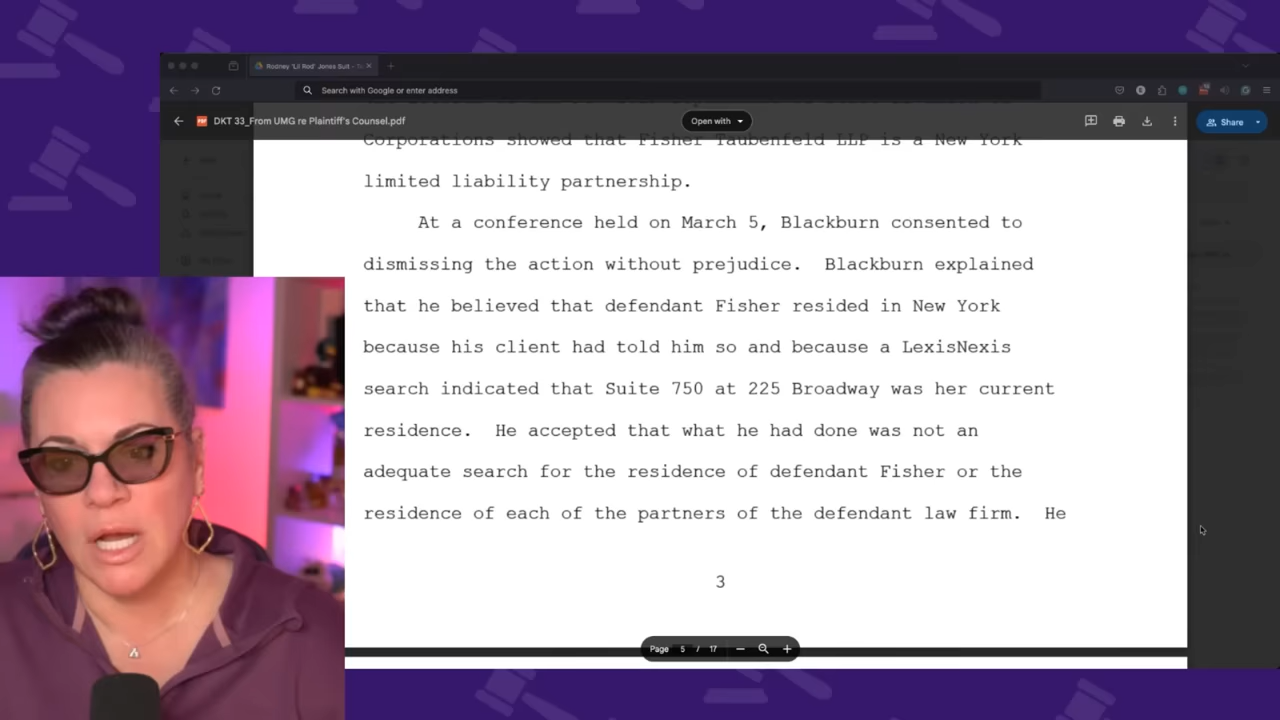 Rodney "Lil Rod" Jones Suit -
Search with Google or enter address
DKT 33_From UMG re Plaintiff's Counsel.pdf
Open with
Share
Corporations showed that Fisher Taubenfeld LLP is a New York
limited liability partnership.
At a conference held on March 5, Blackburn consented to
dismissing the action without prejudice. Blackburn explained
that he believed that defendant Fisher resided in New York
because his client had told him so and because a LexisNexis
search indicated that Suite 750 at 225 Broadway was her current
residence. He accepted that what he had done was not an
adequate search for the residence of defendant Fisher or the
residence of each of the partners of the defendant law firm. He
3
Page 5 / 17